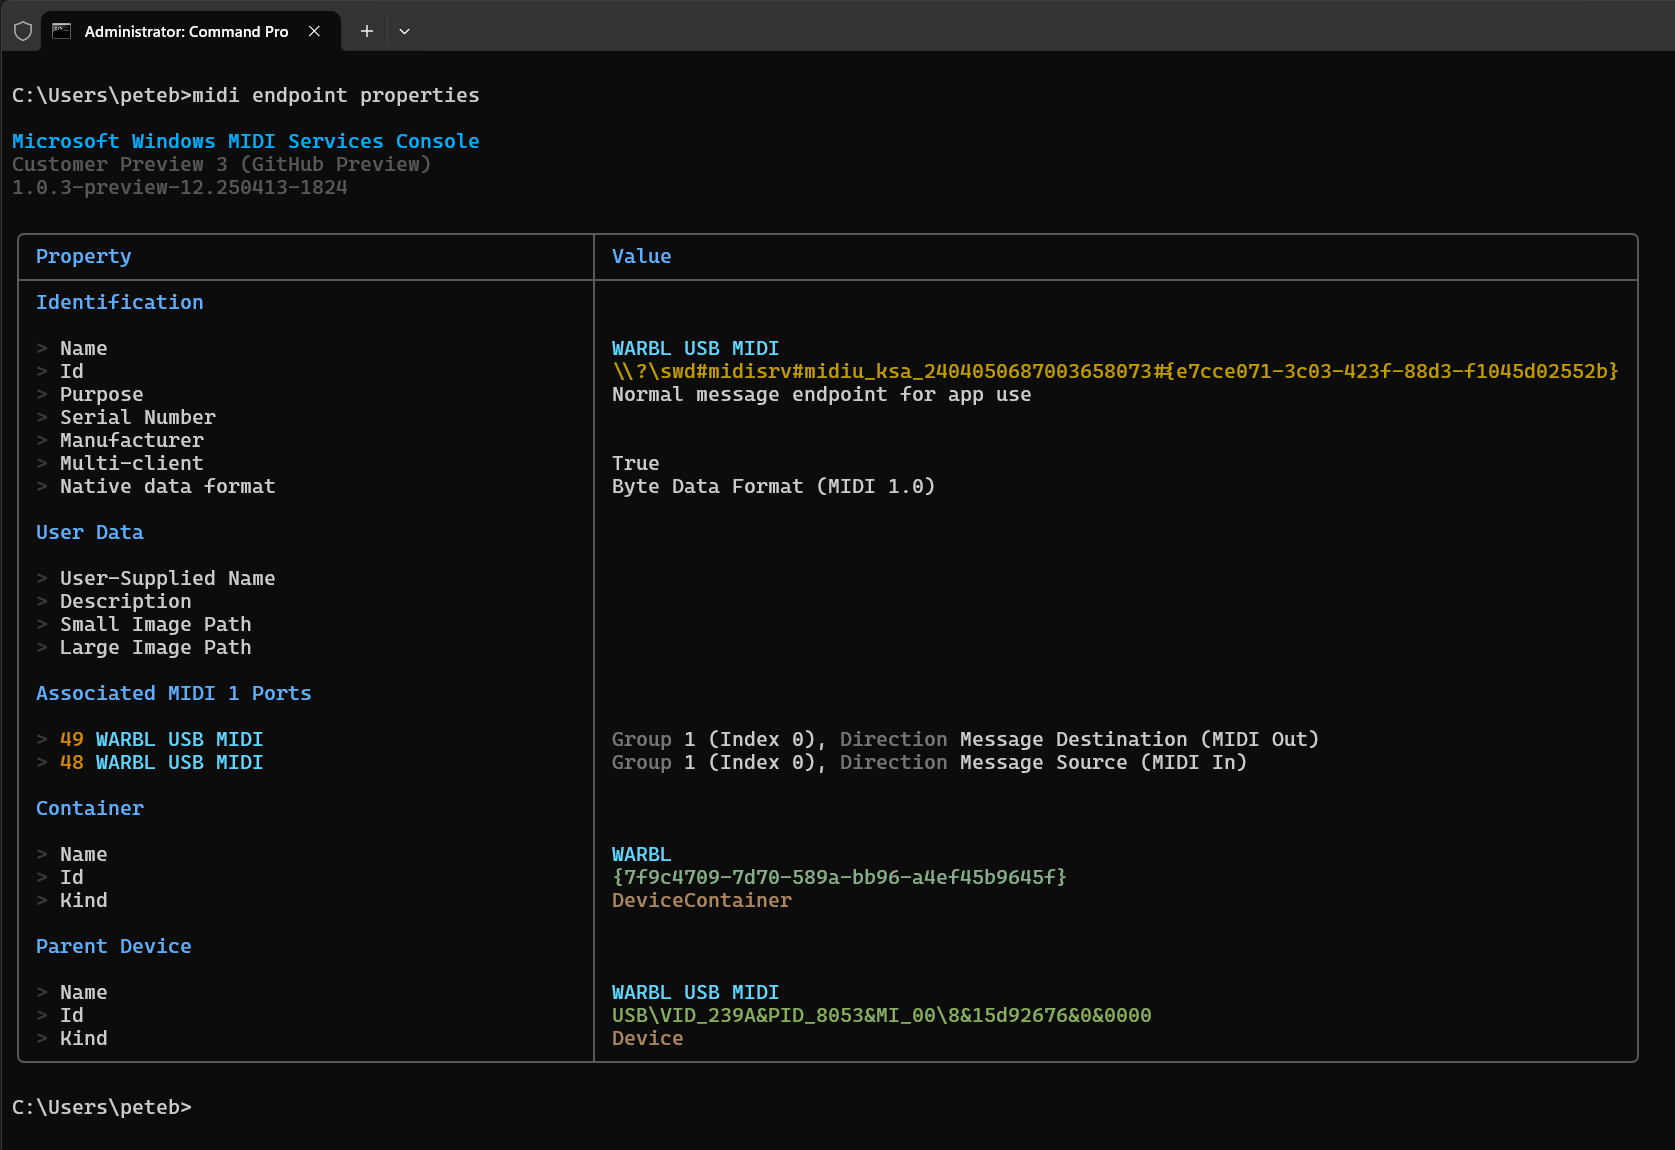 Administrator: Command Pro
C:\Users\peteb>midi endpoint properties
Microsoft Windows MIDI Services Console
Customer Preview 3 (GitHub Preview)
1.0.3-preview-12.250413-1824
Property Value
Identification
> Name WARBL USB MIDI
> Id \\?\swd#midisrv#midiu_ksa_2404050687003658073#{e7cce071-3c03-423f-88d3-f1045d02552b}
> Purpose Normal message endpoint for app use
> Serial Number
> Manufacturer
> Multi-client True
> Native data format Byte Data Format (MIDI 1.0)
User Data
> User-Supplied Name
> Description
> Small Image Path
> Large Image Path
Associated MIDI 1 Ports
> 49 WARBL USB MIDI Group 1 (Index 0), Direction Message Destination (MIDI Out)
> 48 WARBL USB MIDI Group 1 (Index 0), Direction Message Source (MIDI In)
Container
> Name WARBL
> Id {7f9c4709-7d70-589a-bb96-a4ef45b9645f}
> Kind DeviceContainer
Parent Device
> Name WARBL USB MIDI
> Id USB\VID_239A&PID_8053&MI_00\8&15d92676&0&0000
> Kind Device
C:\Users\peteb>